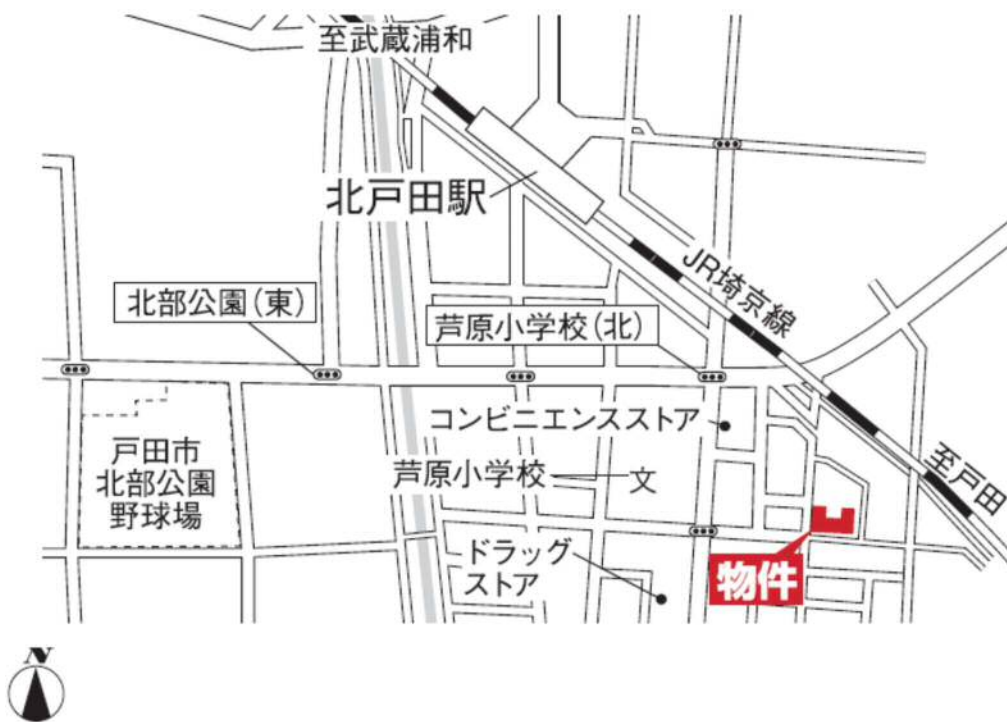 至武蔵浦和
北戸田駅
JR埼京線
北部公園(東)
芦原小学校(北)
コンビニエンスストア
戸田市
北部公園
野球場
芦原小学校
文
至戸田
ドラッグ
ストア
物件
N